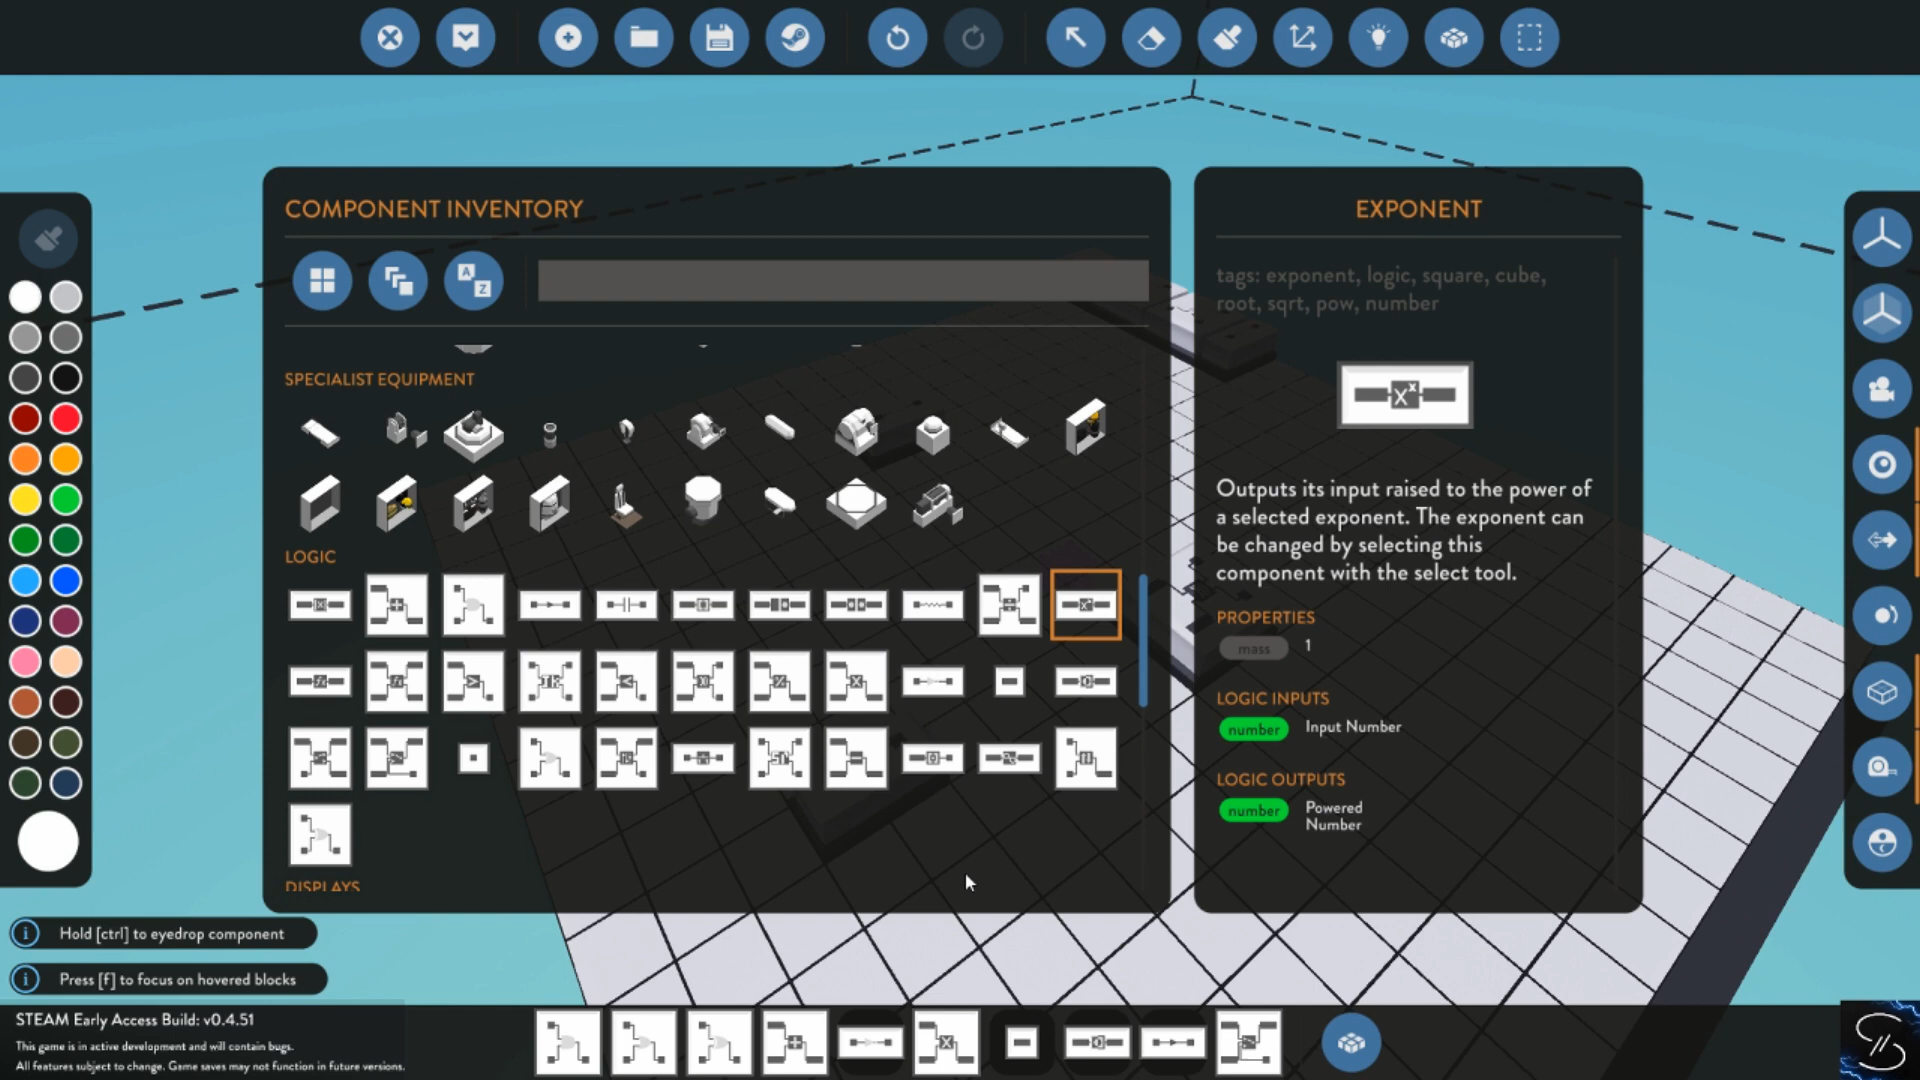 COMPONENT INVENTORY
A
Z
SPECIALIST EQUIPMENT
LOGIC
DISPLAYS
EXPONENT
tags: exponent, logic, square, cube,
root, sqrt, pow, number
Outputs its input raised to the power of
a selected exponent. The exponent can
be changed by selecting this
component with the select tool.
PROPERTIES
mass 1
LOGIC INPUTS
number Input Number
LOGIC OUTPUTS
number Powered
Number
Hold [ctrl] to eyedrop component
Press [f] to focus on hovered blocks
STEAM Early Access Build: v0.4.51
This game is in active development and will contain bugs.
All features subject to change. Game saves may not function in future versions.